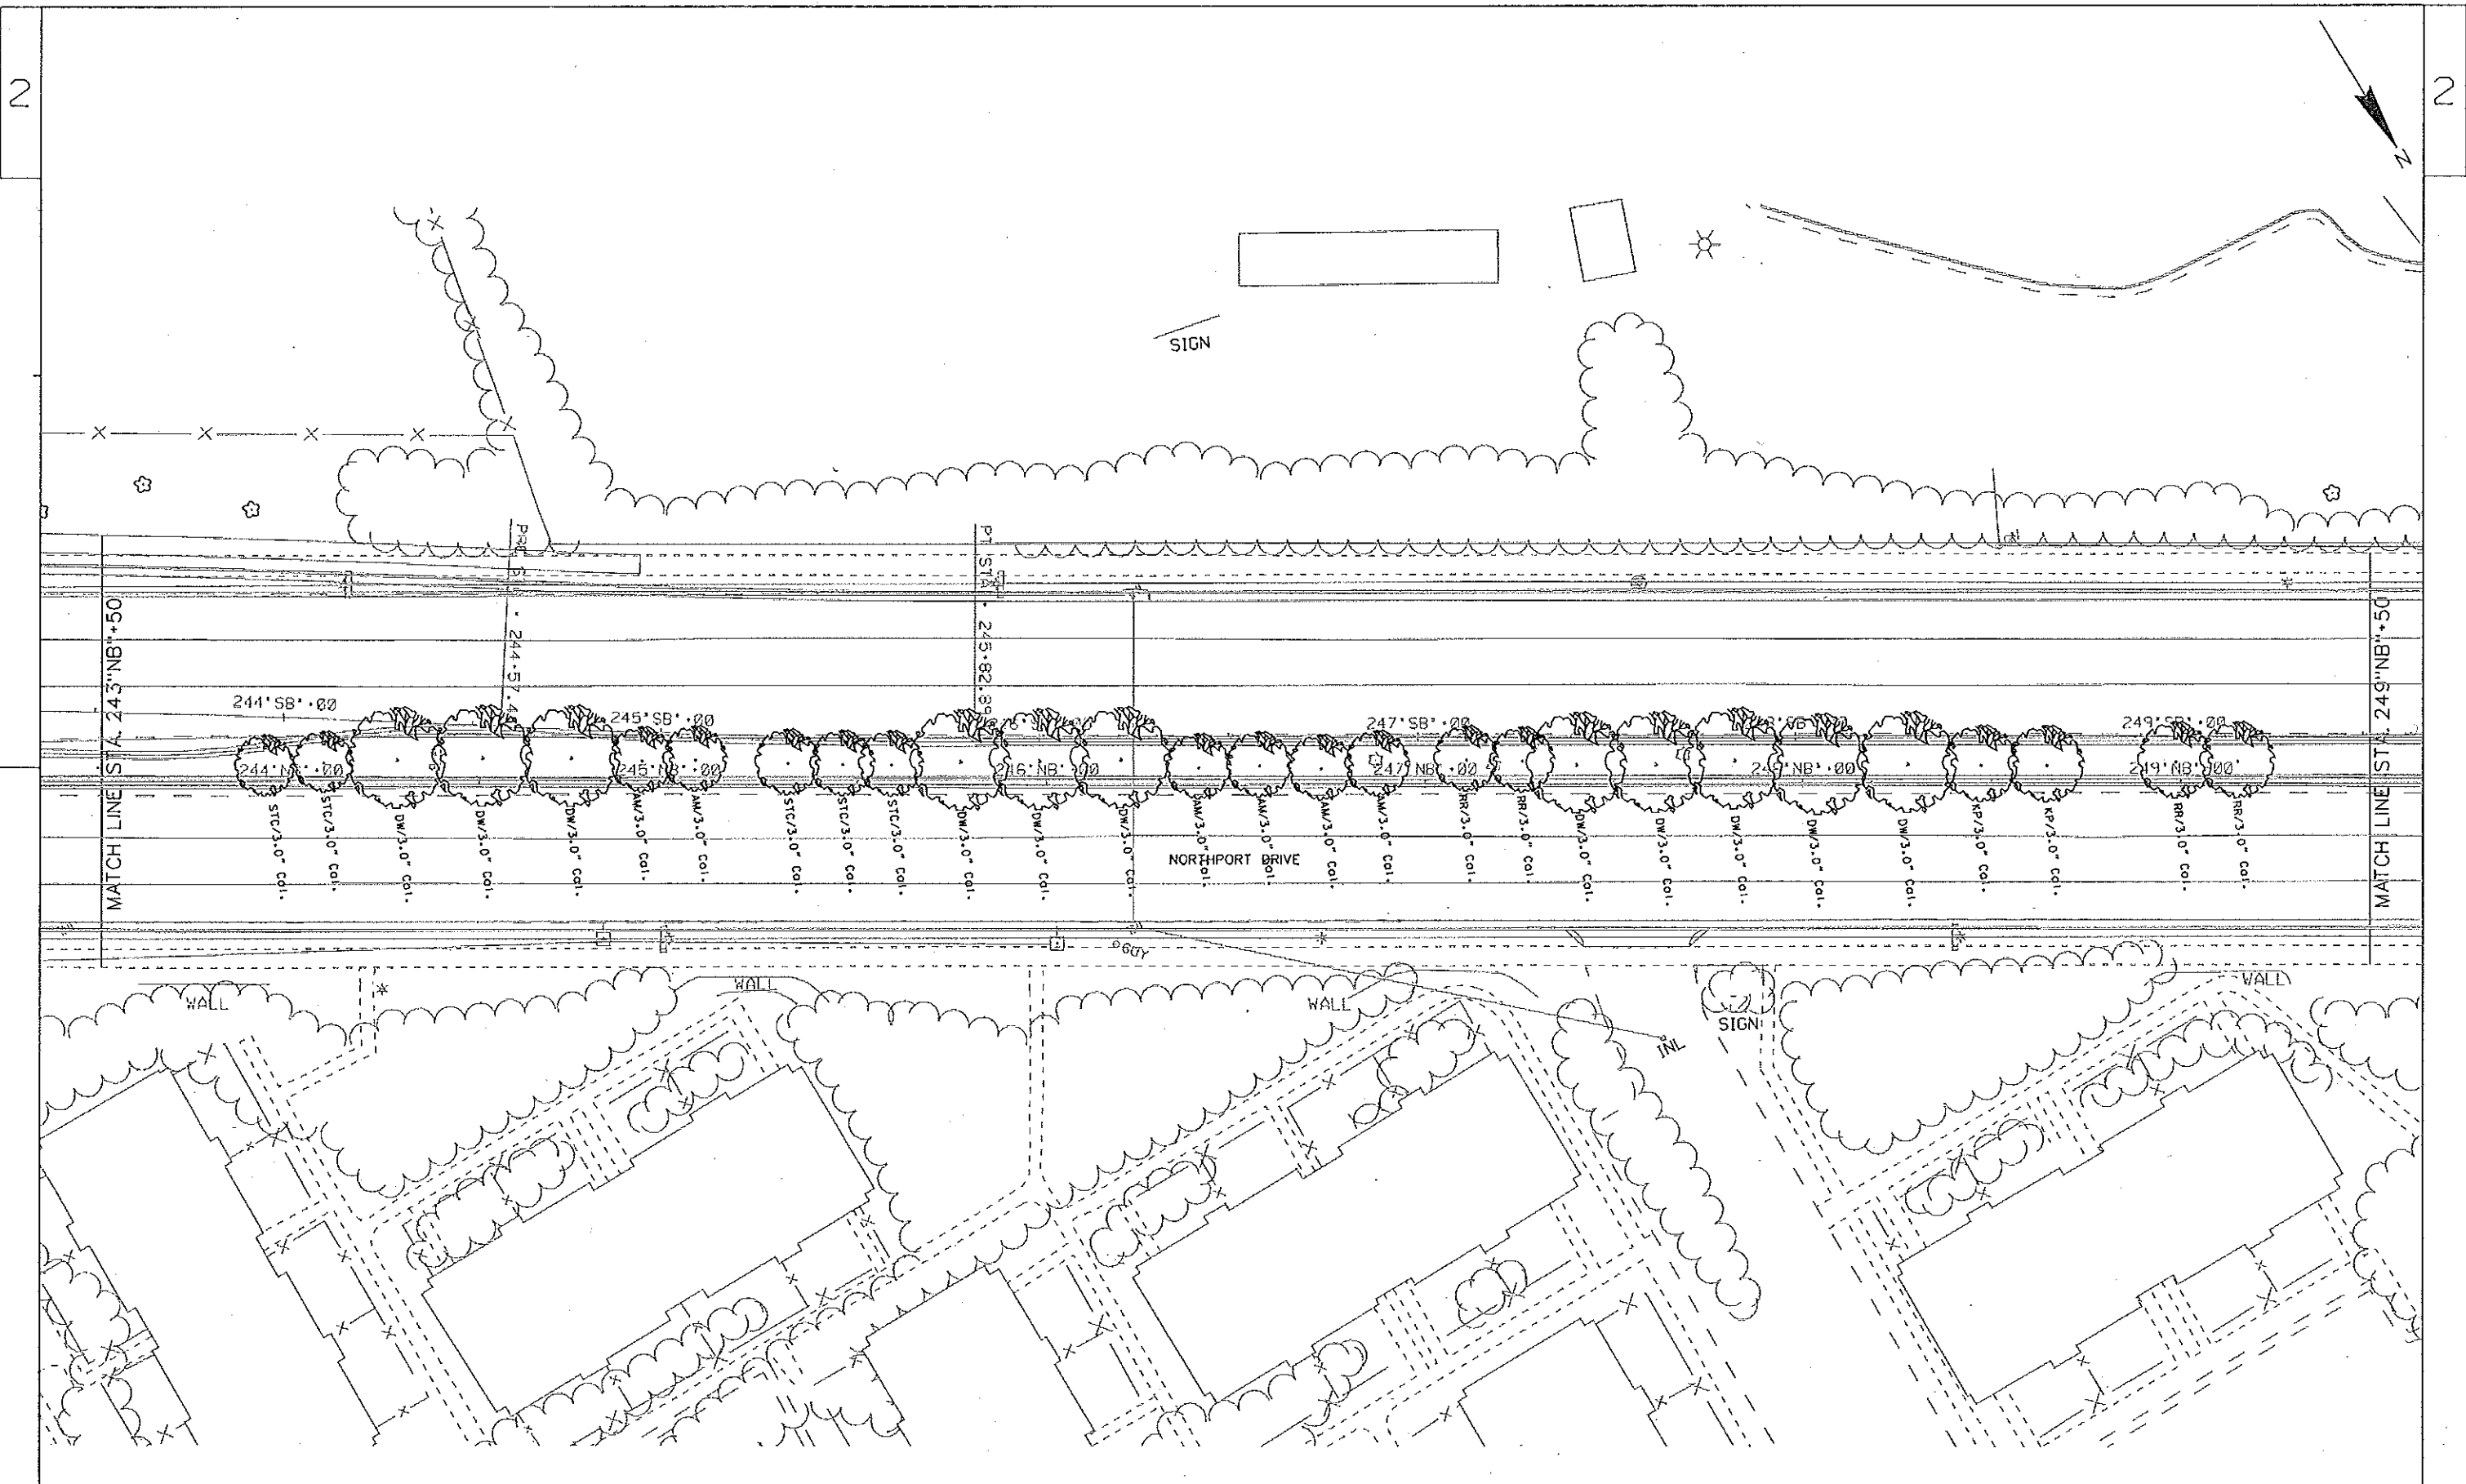 2
2
N
SIGN
MATCH LINE STA. 243"NB"+50
PT STA. 245+82.89
MATCH LINE STA. 249"NB"+50
244'SB'+00
245'SB'+00
247'SB'+00
249'SB'+00
245'NB'+00
246'NB'+00
247'NB'+00
249'NB'+00
STC/3.0" Cal.
STC/3.0" Cal.
DW/3.0" Cal.
DW/3.0" Cal.
DW/3.0" Cal.
AM/3.0" Cal.
AM/3.0" Cal.
STC/3.0" Cal.
STC/3.0" Cal.
STC/3.0" Cal.
DW/3.0" Cal.
DW/3.0" Cal.
DW/3.0" Cal.
AM/3.0" Cal.
AM/3.0" Cal.
AM/3.0" Cal.
AM/3.0" Cal.
RR/3.0" Cal.
RR/3.0" Cal.
DW/3.0" Cal.
DW/3.0" Cal.
DW/3.0" Cal.
DW/3.0" Cal.
DW/3.0" Cal.
KP/3.0" Cal.
KP/3.0" Cal.
RR/3.0" Cal.
RR/3.0" Cal.
NORTHPORT DRIVE
GUY
WALL
WALL
WALL
WALL
SIGN
INL